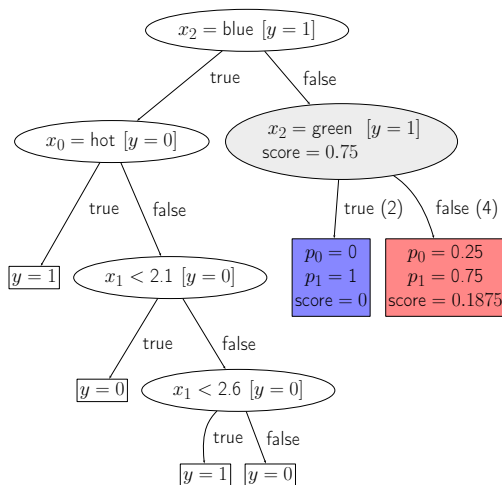 x₂ = blue [y = 1]
true
false
x₀ = hot [y = 0]
x₂ = green [y = 1]
score = 0.75
true
false
true (2)
false (4)
y = 1
x₁ < 2.1 [y = 0]
p₀ = 0
p₁ = 1
score = 0
p₀ = 0.25
p₁ = 0.75
score = 0.1875
true
false
y = 0
x₁ < 2.6 [y = 0]
true
false
y = 1
y = 0